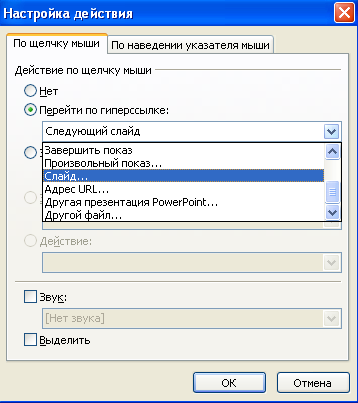 Настройка действия
По щелчку мыши
По наведении указателя мыши
Действие по щелчку мыши
Нет
Перейти по гиперссылке:
Следующий слайд
Завершить показ
Произвольный показ...
Слайд...
Адрес URL...
Другая презентация PowerPoint...
Другой файл...
Действие:
Звук:
[Нет звука]
Выделить
ОК
Отмена